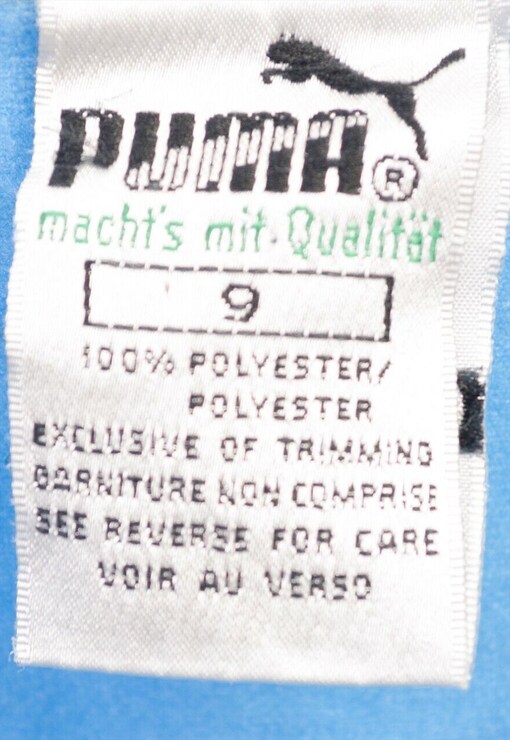 PUMA®
macht's mit Qualität
9
100% POLYESTER/
POLYESTER
EXCLUSIVE OF TRIMMING
GARNITURE NON COMPRISE
SEE REVERSE FOR CARE
VOIR AU VERSO